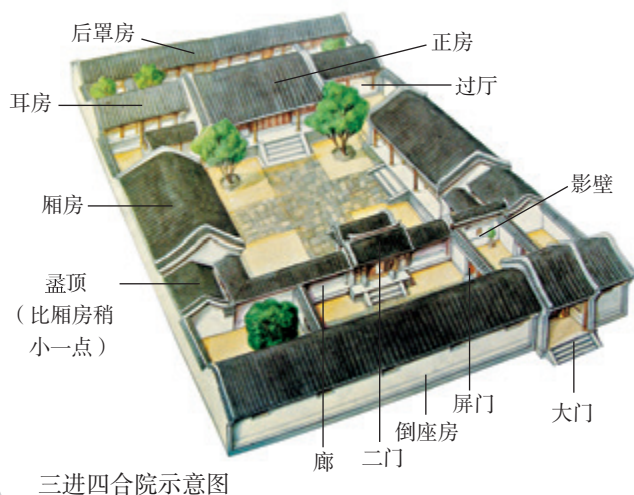 后罩房
正房
耳房
过厅
厢房
影壁
盝顶
（比厢房稍
小一点）
屏门
大门
倒座房
廊
二门
三进四合院示意图